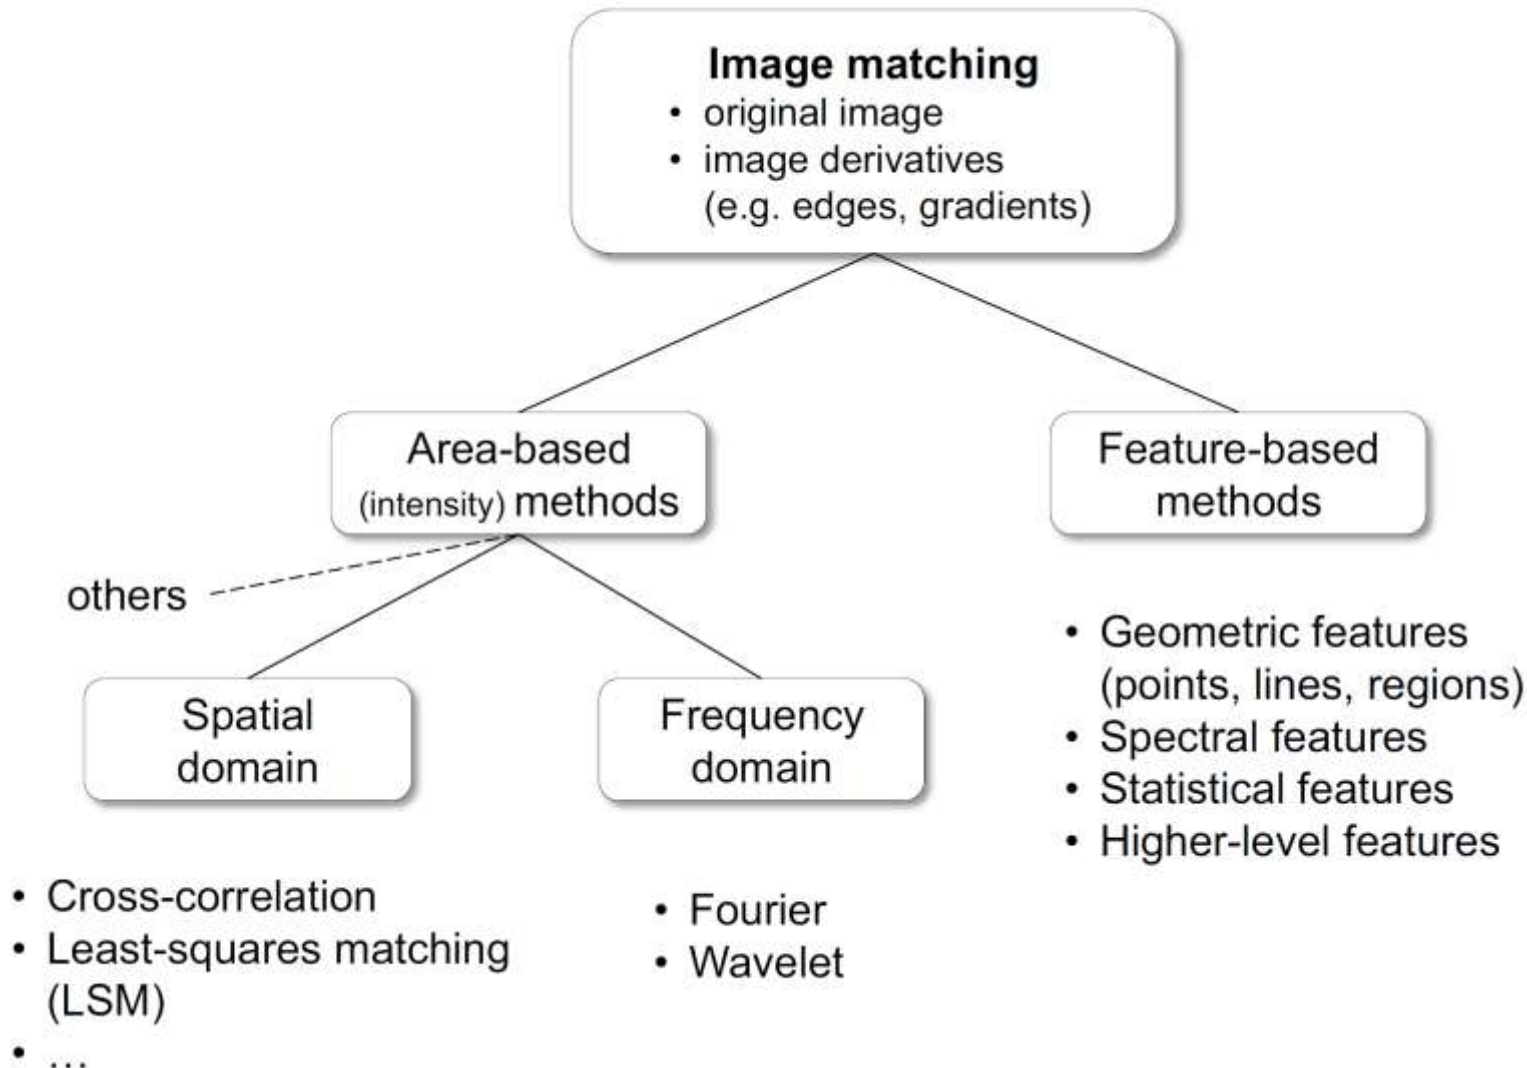 Image matching
• original image
• image derivatives
(e.g. edges, gradients)
Area-based
(intensity) methods
Feature-based
methods
others
Spatial
domain
Frequency
domain
• Geometric features
(points, lines, regions)
• Spectral features
• Statistical features
• Higher-level features
• Cross-correlation
• Least-squares matching
(LSM)
• ...
• Fourier
• Wavelet